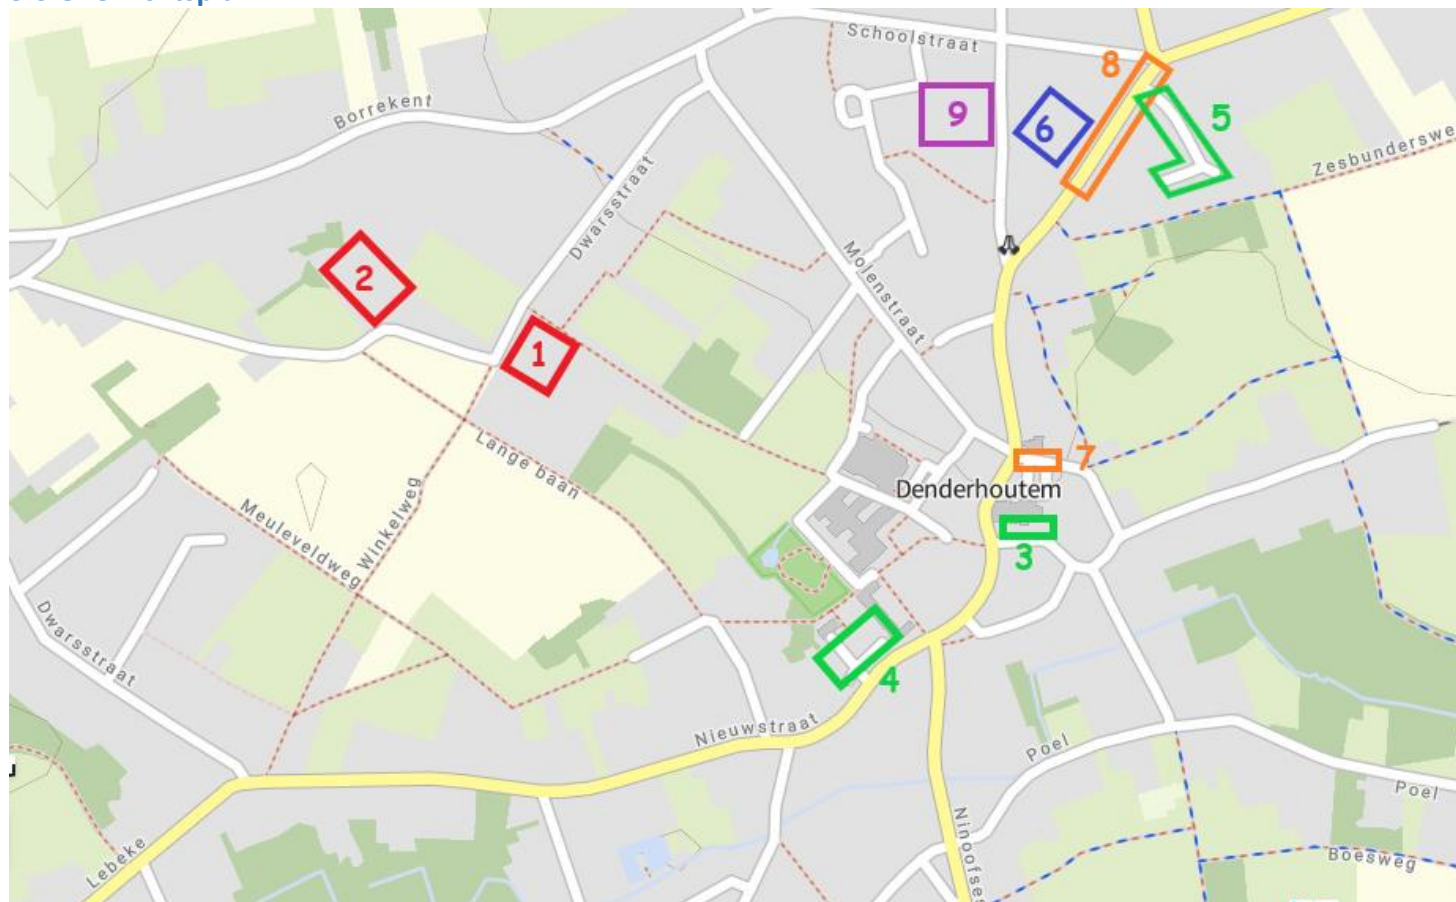 Schoolstraat
8
Borrekent
9
6
5
Zesbunderswe
Dwarsstraat
2
Molenstraat
1
Lange baan
7
Denderhoutem
Meuleveldweg
Winkelweg
3
Dwarsstraat
4
Nieuwstraat
Poel
Poel
Ninoofses
Lebeke
Boesweg